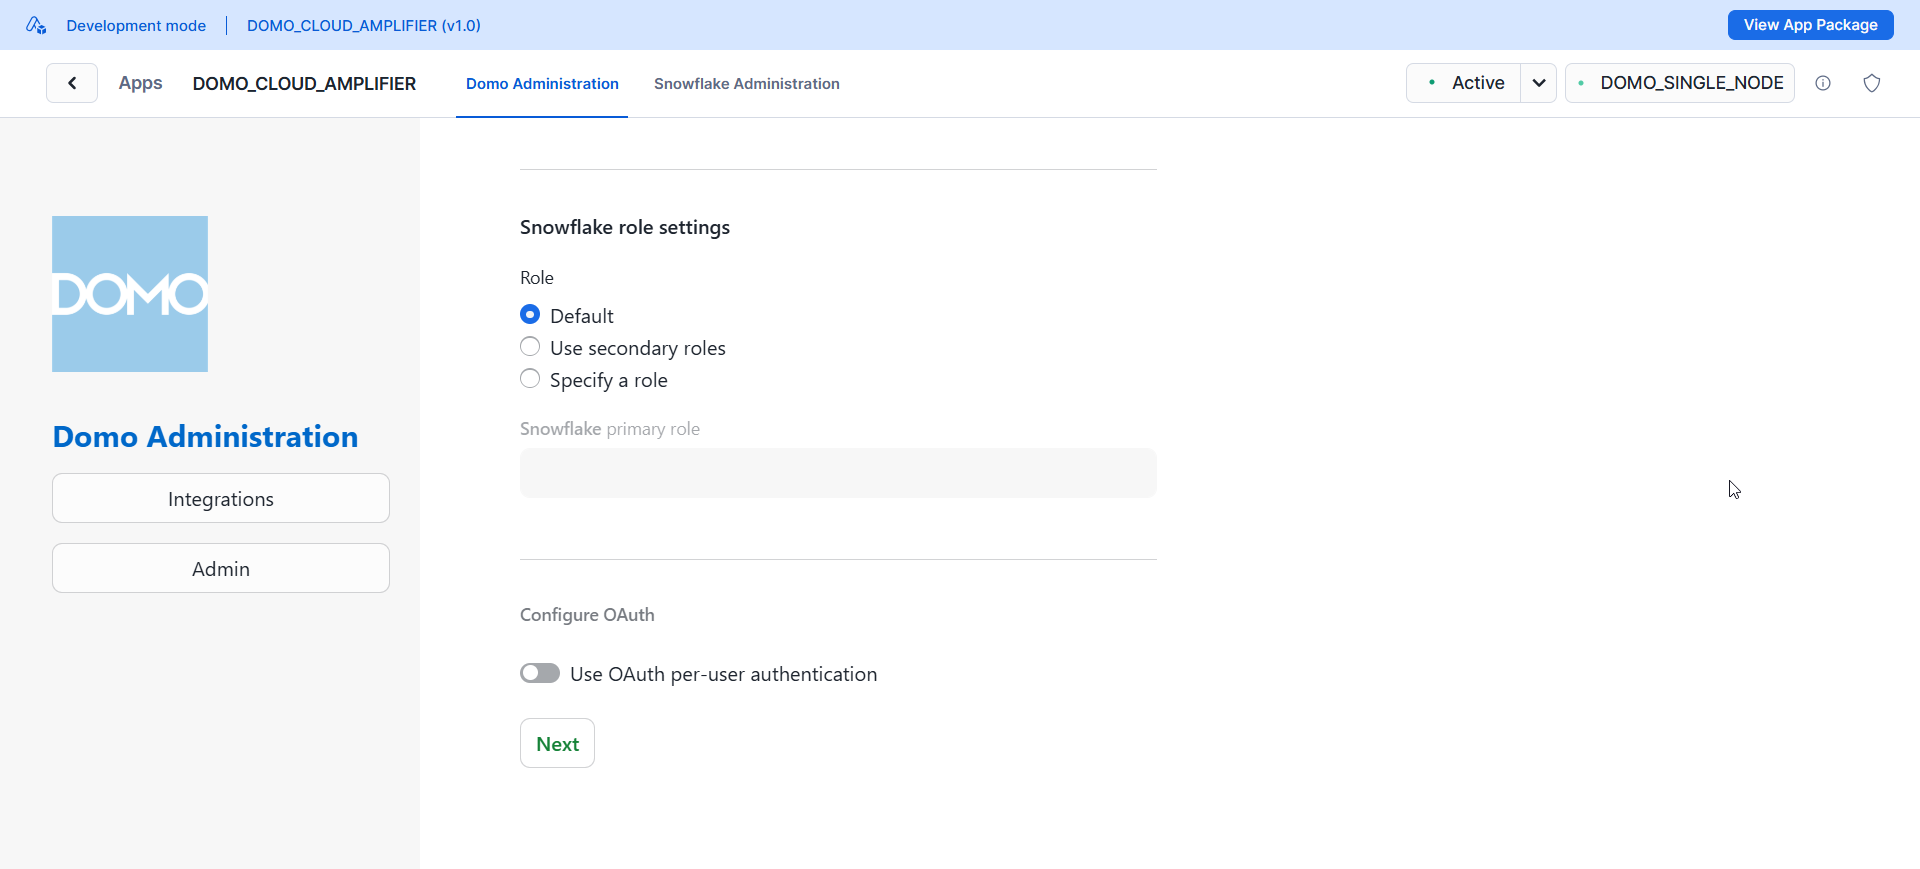 Development mode
DOMO_CLOUD_AMPLIFIER (v1.0)
View App Package
Apps
DOMO_CLOUD_AMPLIFIER
Domo Administration
Snowflake Administration
Active
DOMO_SINGLE_NODE
DOMO
Domo Administration
Integrations
Admin
Snowflake role settings
Role
Default
Use secondary roles
Specify a role
Snowflake primary role
Configure OAuth
Use OAuth per-user authentication
Next